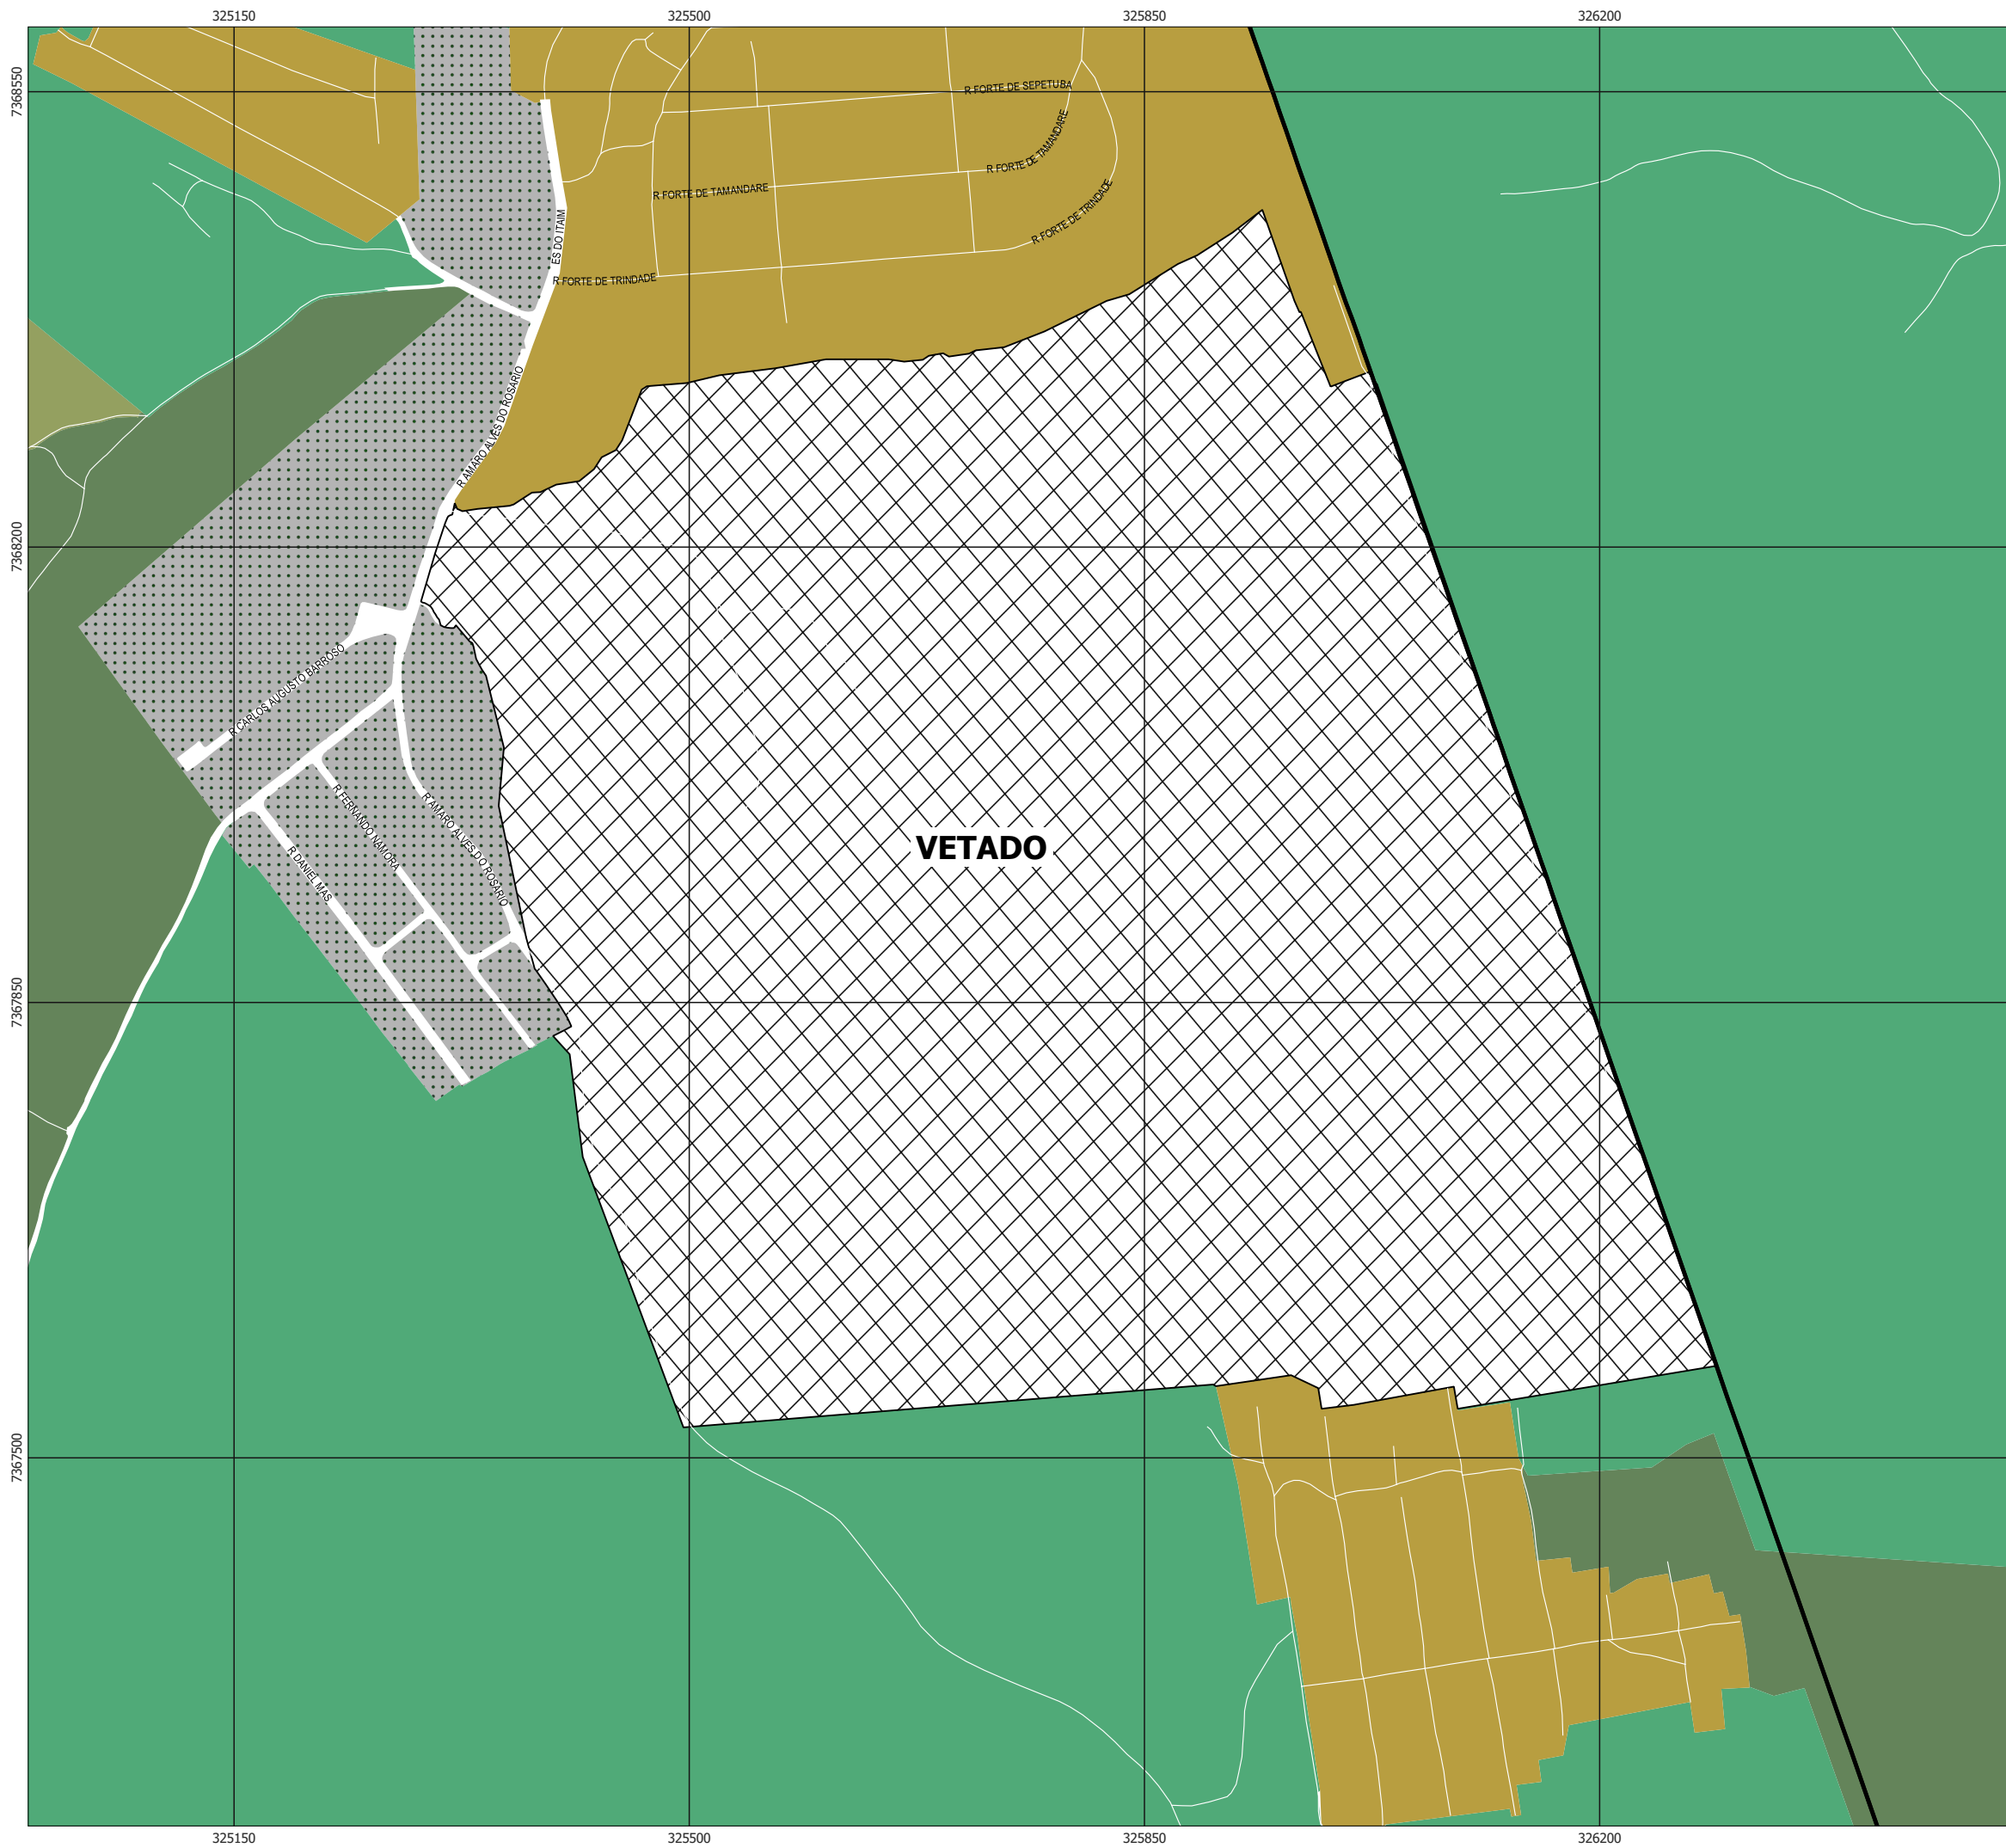 325150 325500 325850 326200
7368550
R FORTE DE SEPETUBA
R FORTE DE TAMANDARE
R FORTE DE TAMANDARE
R FORTE DE TRINDADE
ES DO ITAIM
R FORTE DE TRINDADE
R AMARO ALVES DO ROSARIO
7368200
R CARLOS AUGUSTO BARROSO
R FERNANDO NAMORA
R AMARO ALVES DO ROSARIO
R DANIEL MAS
VETADO
7367850
7367500
325150 325500 325850 326200